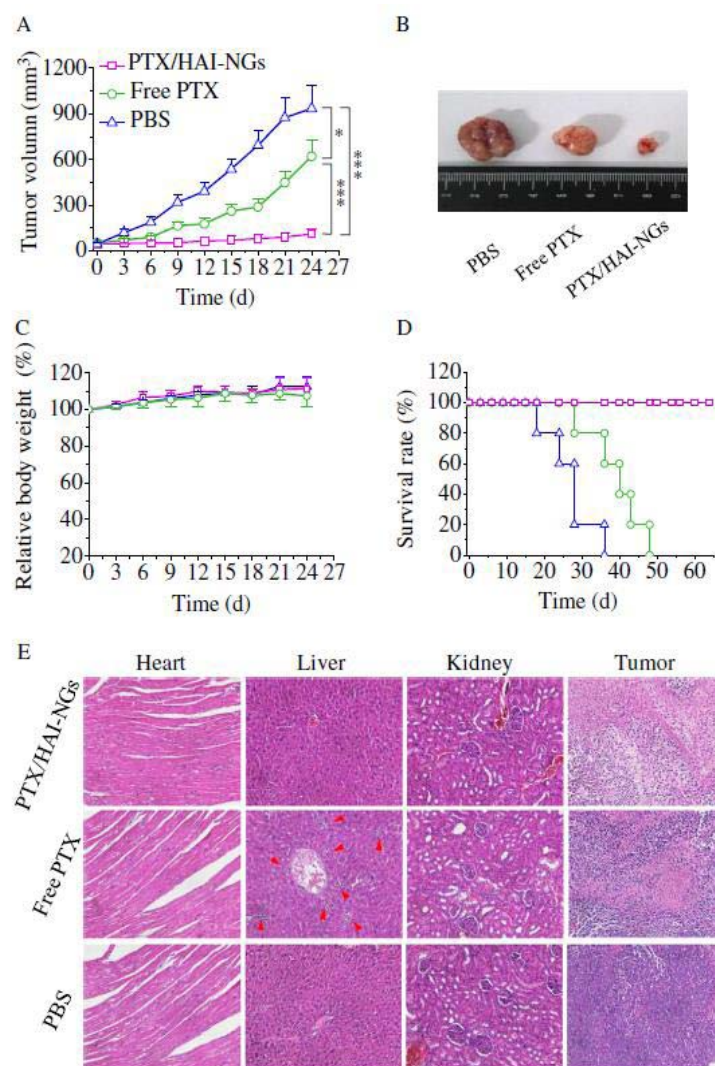 A
PTX/HAI-NGs
Free PTX
PBS
Tumor volumn (mm³)
1200
900
600
300
0
0 3 6 9 12 15 18 21 24 27
Time (d)
*
***
***
B
PBS
Free PTX
PTX/HAI-NGs
C
Relative body weight (%)
120
100
80
60
40
20
0 3 6 9 12 15 18 21 24 27
Time (d)
D
Survival rate (%)
100
80
60
40
20
0
0 10 20 30 40 50 60
Time (d)
E
Heart Liver Kidney Tumor
PTX/HAI-NGs
Free PTX
PBS